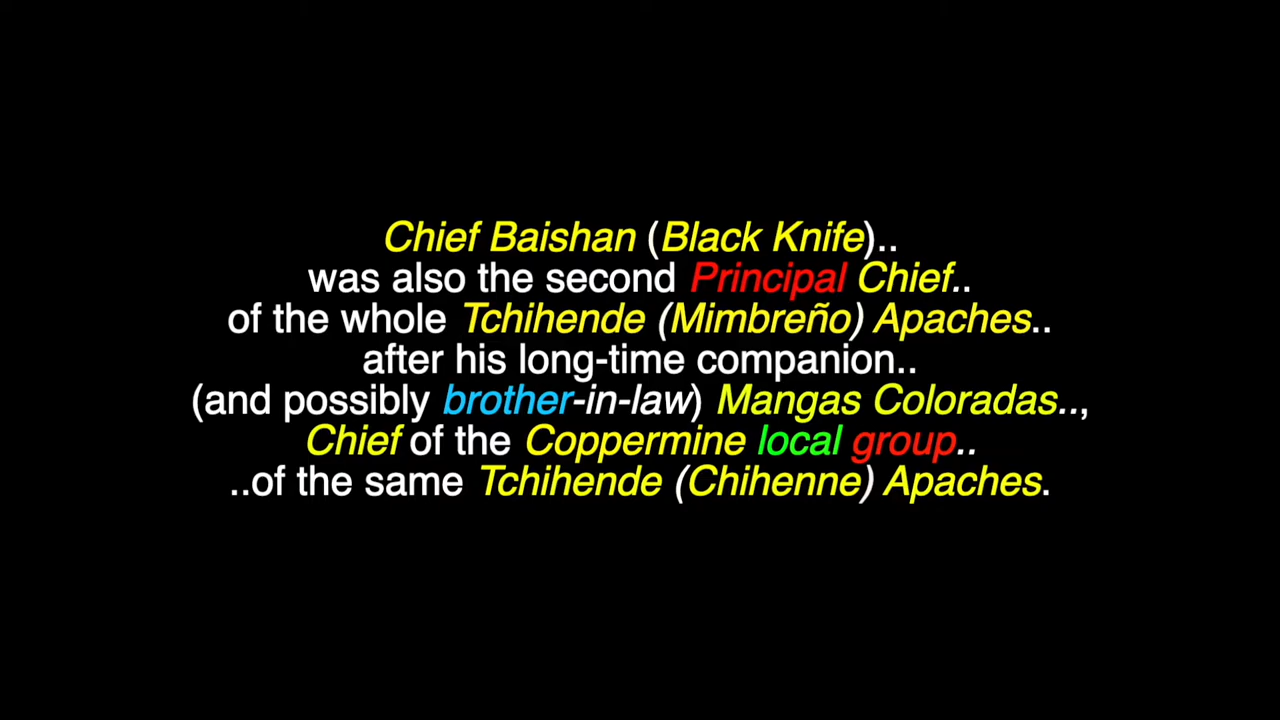 Chief Baishan (Black Knife)..
was also the second Principal Chief..
of the whole Tchihende (Mimbreño) Apaches..
after his long-time companion..
(and possibly brother-in-law) Mangas Coloradas..,
Chief of the Coppermine local group..
..of the same Tchihende (Chihenne) Apaches.